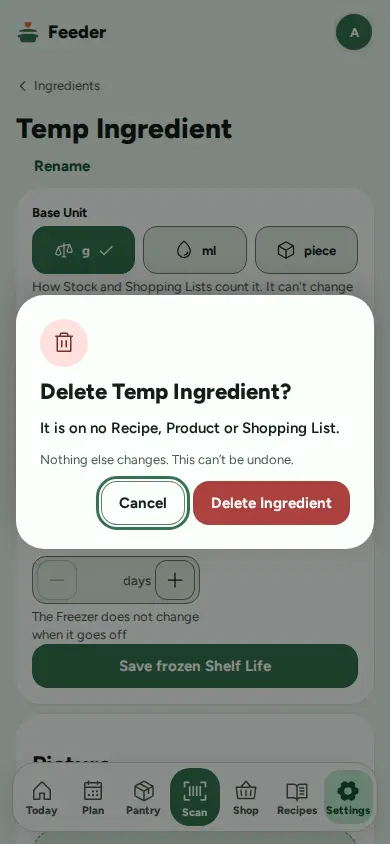 Feeder
A
Ingredients
Temp Ingredient
Rename
Base Unit
g
ml
piece
How Stock and Shopping Lists count it. It can't change
Delete Temp Ingredient?
It is on no Recipe, Product or Shopping List.
Nothing else changes. This can't be undone.
Cancel
Delete Ingredient
days
The Freezer does not change
when it goes off
Save frozen Shelf Life
Picture
Today
Plan
Pantry
Scan
Shop
Recipes
Settings